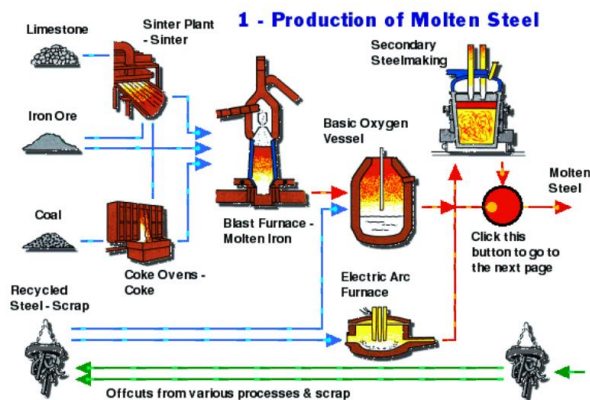 1 - Production of Molten Steel
Limestone
Sinter Plant
- Sinter
Secondary
Steelmaking
Iron Ore
Basic Oxygen
Vessel
Molten
Steel
Coal
Blast Furnace -
Molten Iron
Click this
button to go to
the next page
Coke Ovens -
Coke
Electric Arc
Furnace
Recycled
Steel - Scrap
Offcuts from various processes & scrap